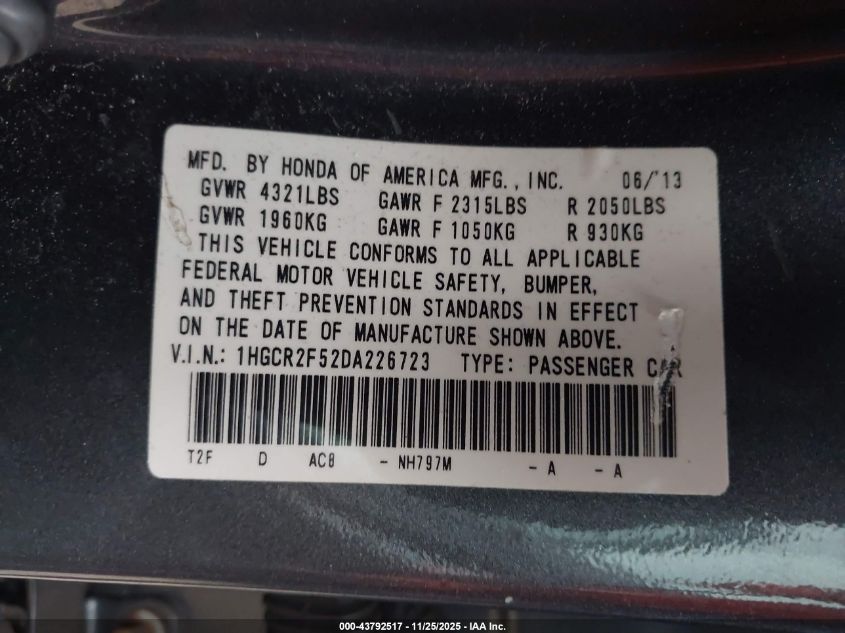 MFD. BY HONDA OF AMERICA MFG., INC. 06/'13
GVWR 4321LBS GAWR F 2315LBS R 2050LBS
GVWR 1960KG GAWR F 1050KG R 930KG
THIS VEHICLE CONFORMS TO ALL APPLICABLE
FEDERAL MOTOR VEHICLE SAFETY, BUMPER,
AND THEFT PREVENTION STANDARDS IN EFFECT
ON THE DATE OF MANUFACTURE SHOWN ABOVE.
V.I.N.: 1HGCR2F52DA226723 TYPE: PASSENGER CAR
T2F D AC8 - NH797M - A - A
000-43792517 - 11/25/2025 - IAA Inc.